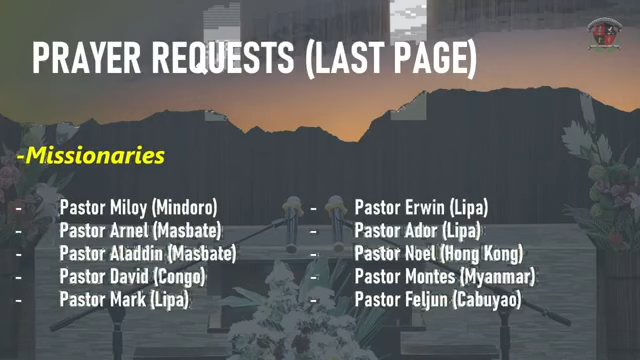 PRAYER REQUESTS (LAST PAGE)
-Missionaries
- Pastor Miloy (Mindoro)
- Pastor Arnel (Masbate)
- Pastor Aladdin (Masbate)
- Pastor David (Congo)
- Pastor Mark (Lipa)
- Pastor Erwin (Lipa)
- Pastor Ador (Lipa)
- Pastor Noel (Hong Kong)
- Pastor Montes (Myanmar)
- Pastor Feljun (Cabuyao)